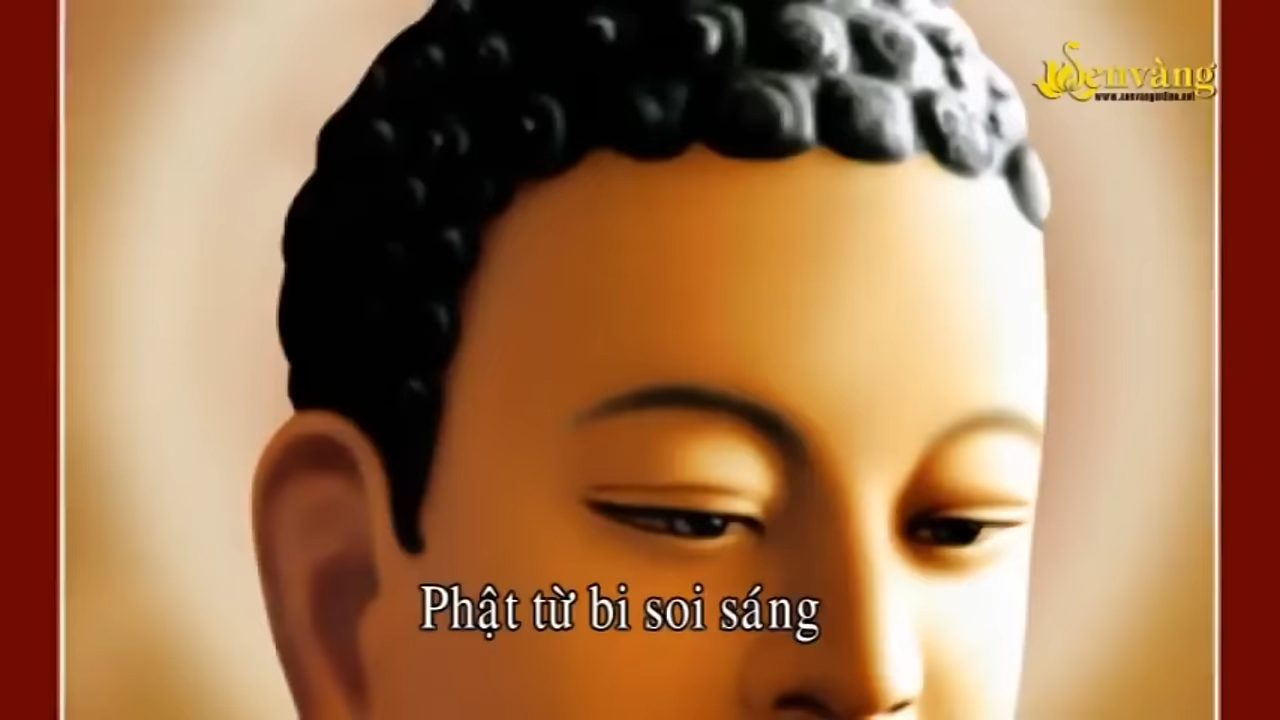 Senvàng
Phật từ bi soi sáng